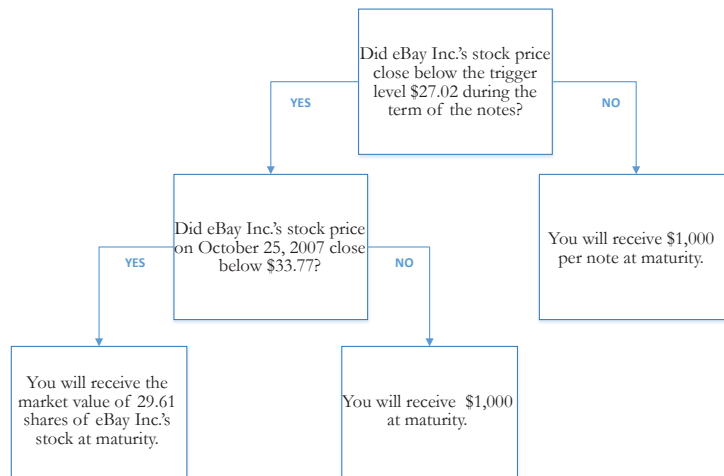 Did eBay Inc.'s stock price
close below the trigger
level $27.02 during the
term of the notes?
YES
NO
Did eBay Inc.'s stock price
on October 25, 2007 close
below $33.77?
You will receive $1,000
per note at maturity.
YES
NO
You will receive the
market value of 29.61
shares of eBay Inc.'s
stock at maturity.
You will receive $1,000
at maturity.